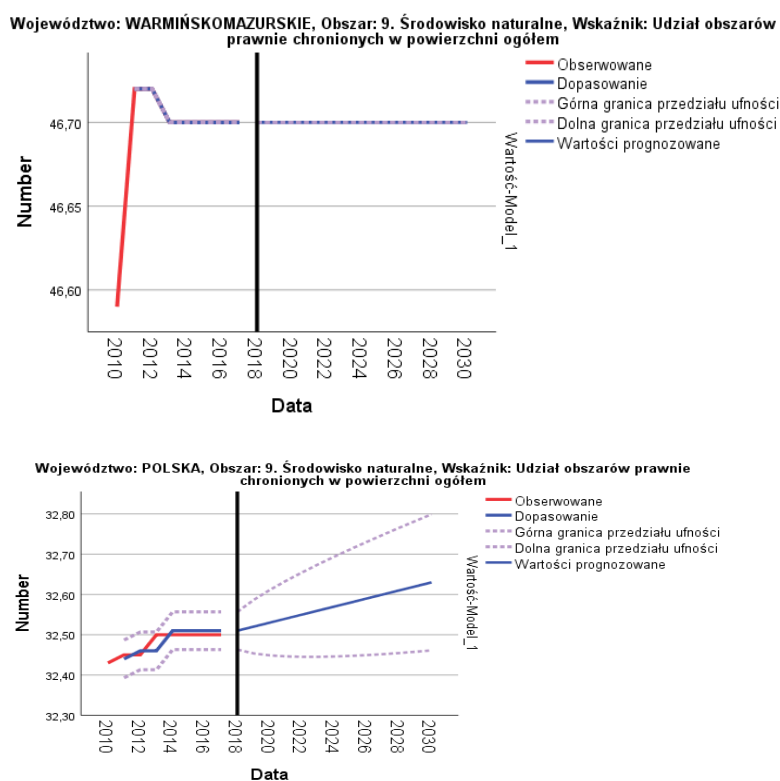 Województwo: WARMIŃSKOMAZURSKIE, Obszar: 9. Środowisko naturalne, Wskaźnik: Udział obszarów
prawnie chronionych w powierzchni ogółem
Obserwowane
Dopasowanie
Górna granica przedziału ufności
Dolna granica przedziału ufności
Wartości prognozowane
46,70
46,65
46,60
Number
Wartość-Model_1
2010 2012 2014 2016 2018 2020 2022 2024 2026 2028 2030
Data
Województwo: POLSKA, Obszar: 9. Środowisko naturalne, Wskaźnik: Udział obszarów prawnie
chronionych w powierzchni ogółem
Obserwowane
Dopasowanie
Górna granica przedziału ufności
Dolna granica przedziału ufności
Wartości prognozowane
32,80
32,70
32,60
32,50
32,40
32,30
Number
Wartość-Model_1
2010 2012 2014 2016 2018 2020 2022 2024 2026 2028 2030
Data